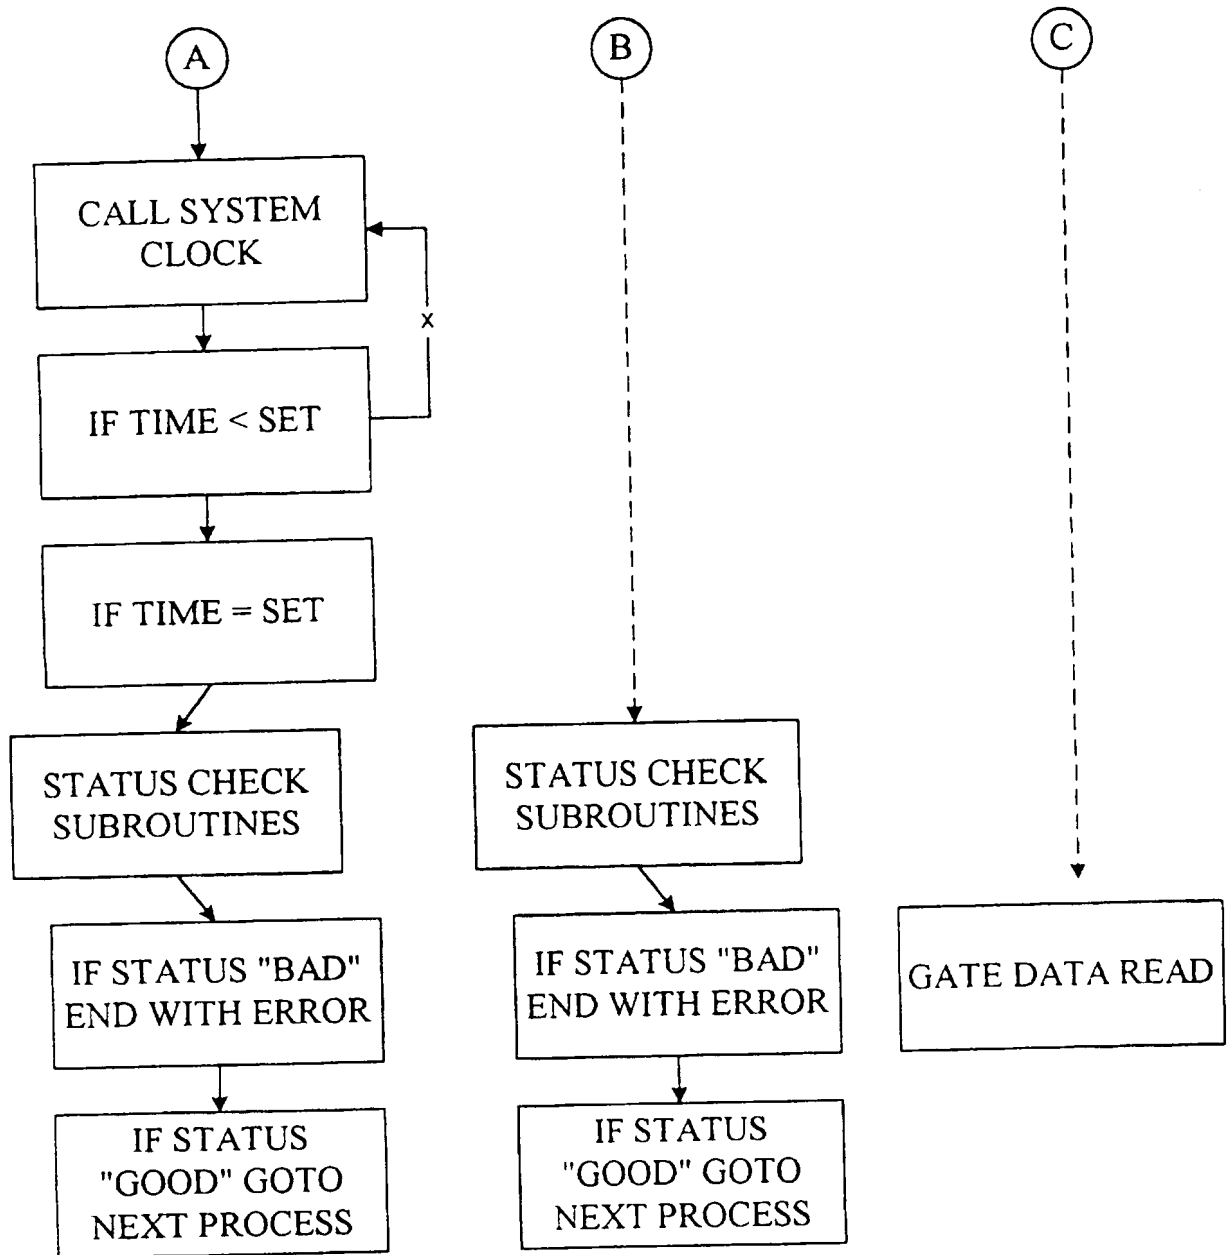 A
B
C
CALL SYSTEM
CLOCK
x
IF TIME < SET
IF TIME = SET
STATUS CHECK
SUBROUTINES
STATUS CHECK
SUBROUTINES
IF STATUS "BAD"
END WITH ERROR
IF STATUS "BAD"
END WITH ERROR
GATE DATA READ
IF STATUS
"GOOD" GOTO
NEXT PROCESS
IF STATUS
"GOOD" GOTO
NEXT PROCESS